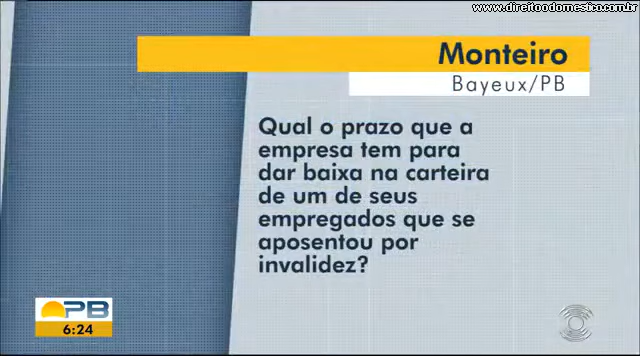 www.direitoodomestico.com.br
Monteiro
Bayeux/PB
Qual o prazo que a
empresa tem para
dar baixa na carteira
de um de seus
empregados que se
aposentou por
invalidez?
PB
6:24